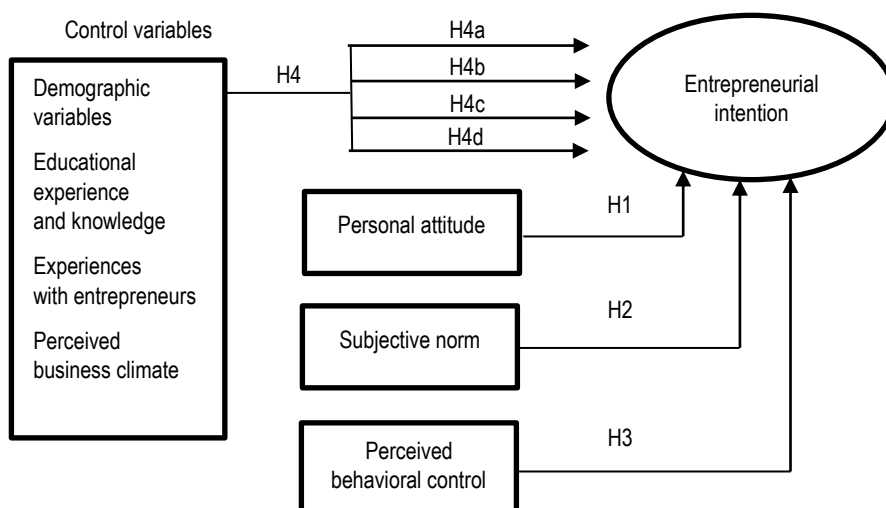 Control variables
Demographic
variables
Educational
experience
and knowledge
Experiences
with entrepreneurs
Perceived
business climate
H4
H4a
H4b
H4c
H4d
Entrepreneurial
intention
Personal attitude
H1
Subjective norm
H2
Perceived
behavioral control
H3